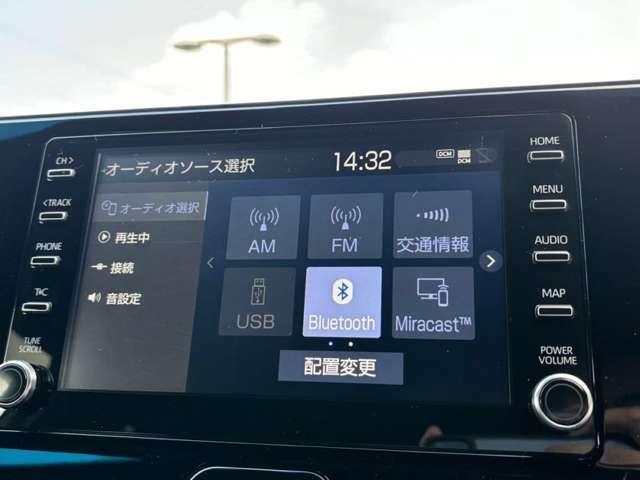 CH>
<TRACK
PHONE
TUNE
SCROLL
オーディオソース選択
14:32
DCM
DCM
オーディオ選択
再生中
接続
音設定
AM
FM
交通情報
USB
Bluetooth
Miracast™
配置変更
HOME
MENU
AUDIO
MAP
POWER
VOLUME